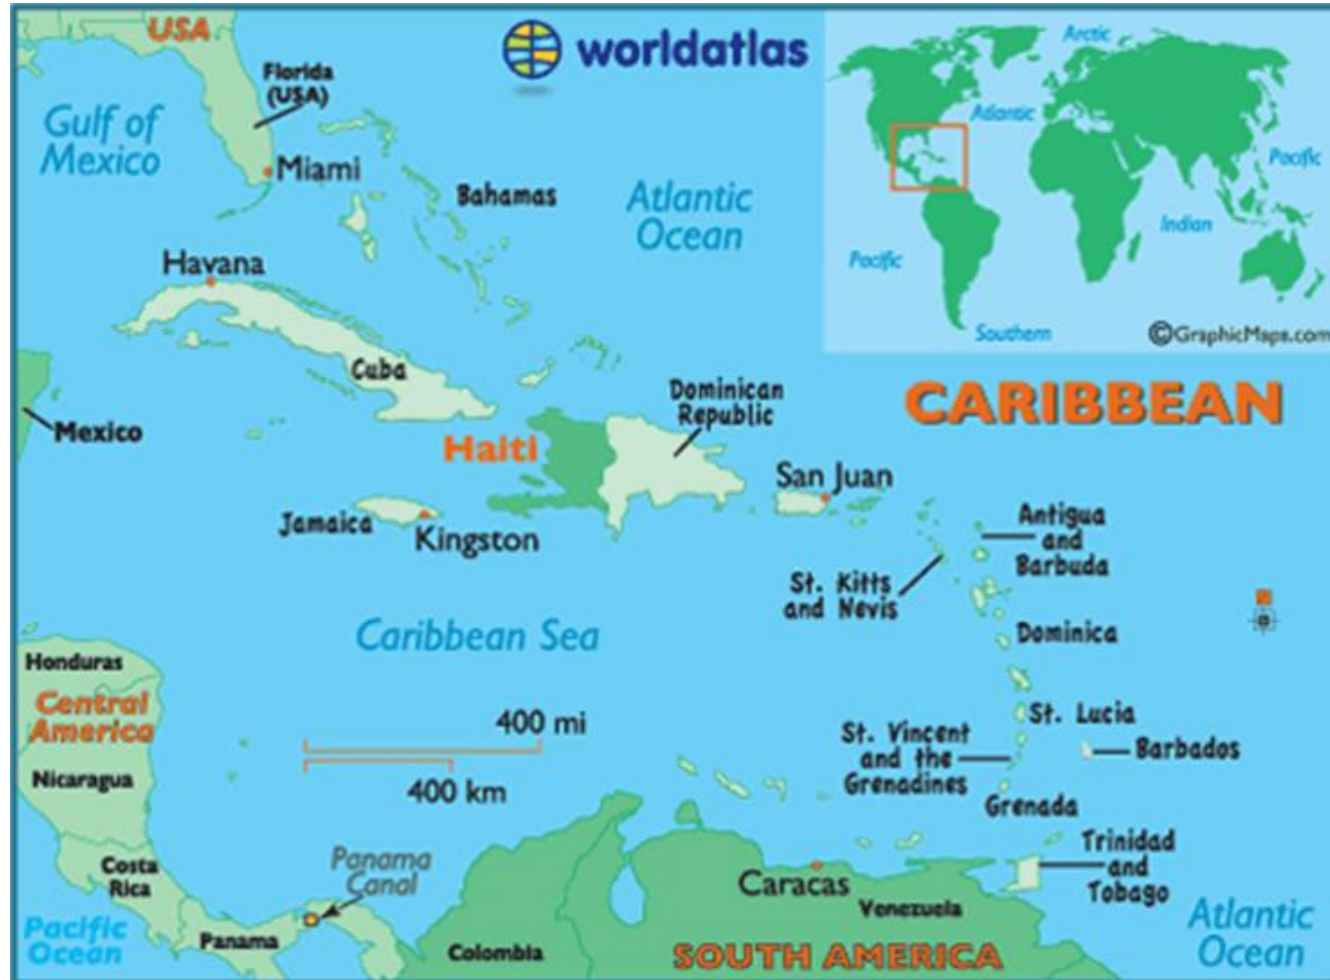 USA
worldatlas
Arctic
Florida
(USA)
Gulf of
Mexico
Atlantic
Miami
Pacific
Bahamas
Atlantic
Ocean
Indian
Pacific
Havana
Southern
©GraphicMaps.com
Cuba
Dominican
Republic
CARIBBEAN
Mexico
Haiti
San Juan
Jamaica
Kingston
Antigua
and
Barbuda
St. Kitts
and Nevis
Caribbean Sea
Dominica
Honduras
Central
America
400 mi
St. Lucia
St. Vincent
and the
Grenadines
Barbados
Nicaragua
400 km
Grenada
Trinidad
and
Tobago
Panama
Canal
Costa
Rica
Caracas
Venezuela
Pacific
Ocean
Panama
Colombia
SOUTH AMERICA
Atlantic
Ocean